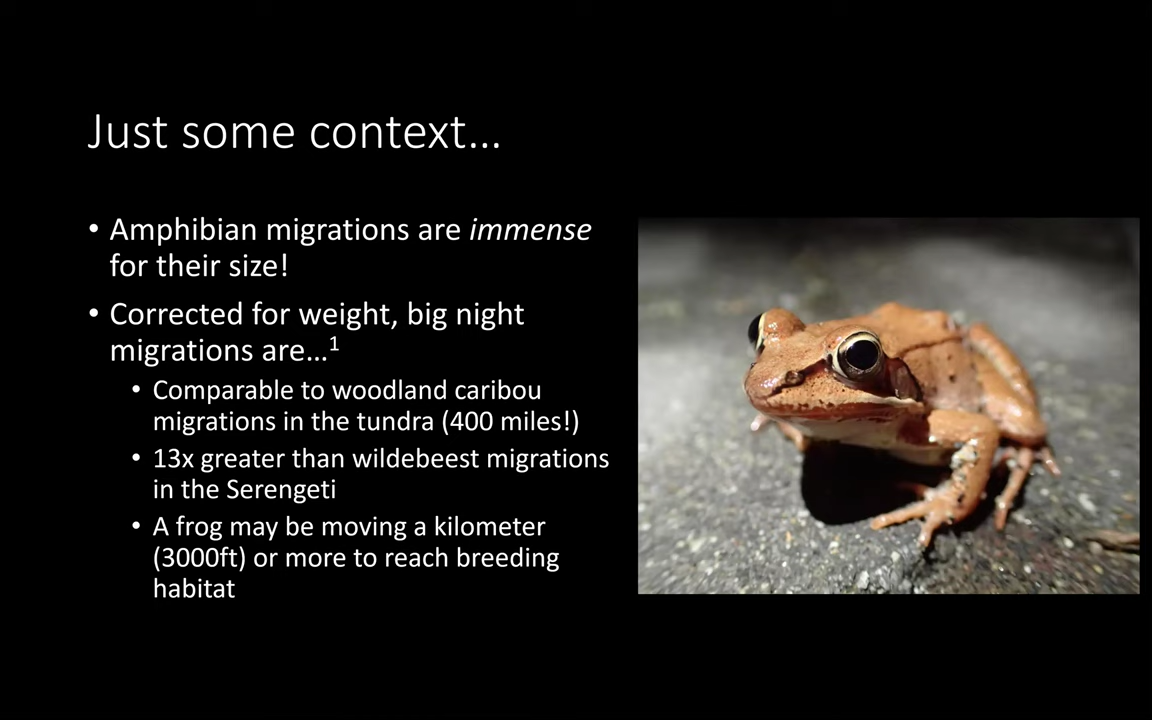 Just some context...
• Amphibian migrations are immense
for their size!
• Corrected for weight, big night
migrations are...1
• Comparable to woodland caribou
migrations in the tundra (400 miles!)
• 13x greater than wildebeest migrations
in the Serengeti
• A frog may be moving a kilometer
(3000ft) or more to reach breeding
habitat